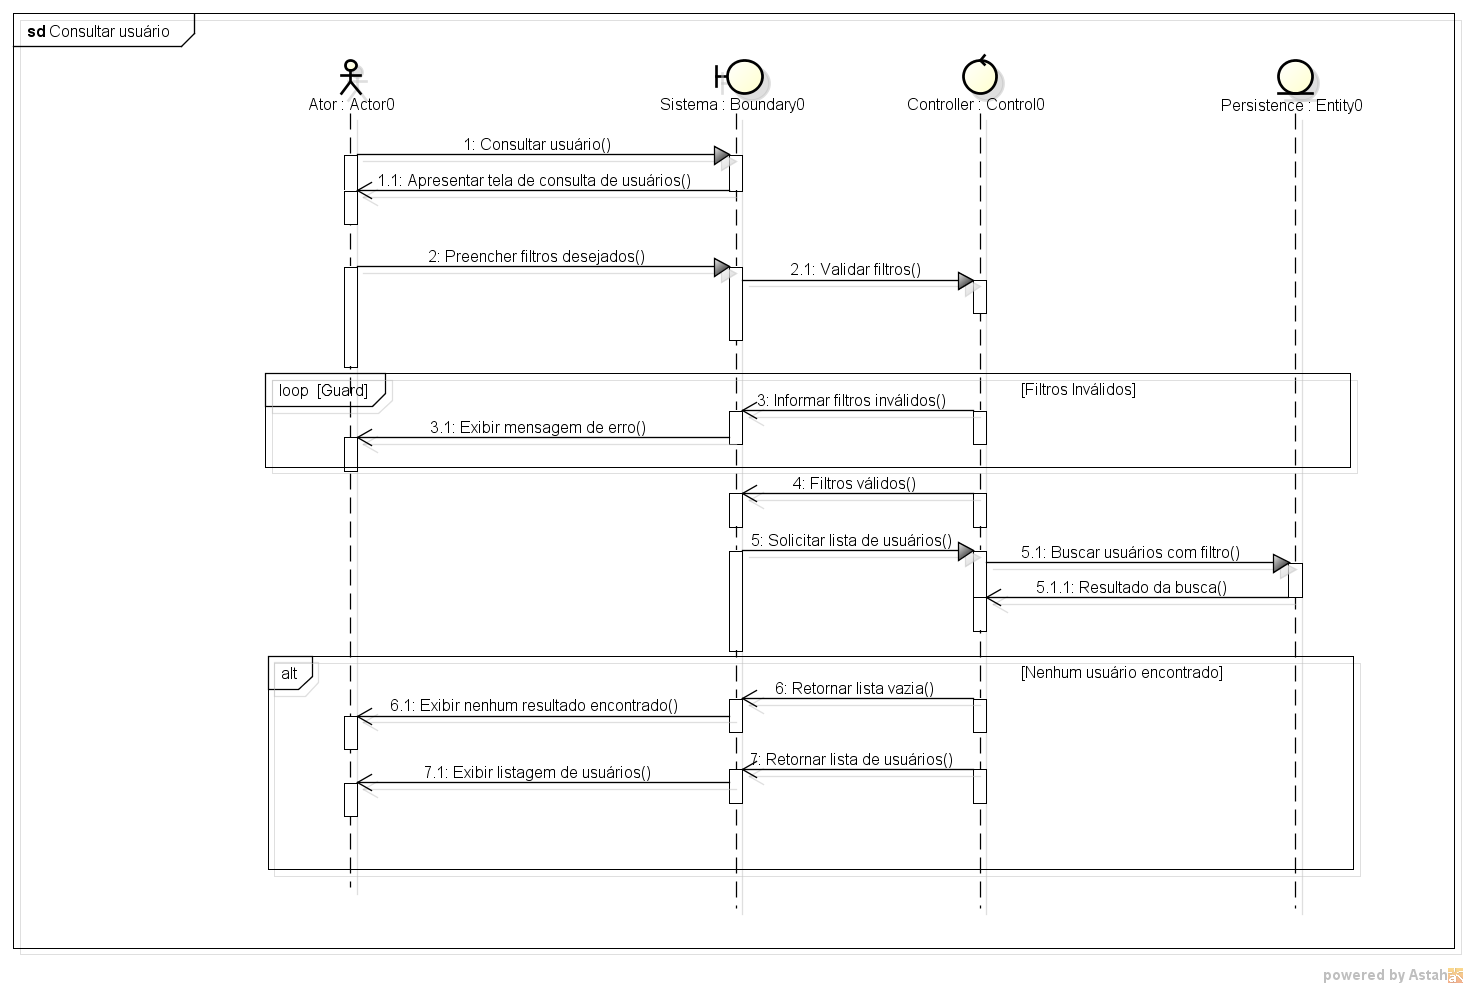 sd Consultar usuário
Ator : Actor0
Sistema : Boundary0
Controller : Control0
Persistence : Entity0
1: Consultar usuário()
1.1: Apresentar tela de consulta de usuários()
2: Preencher filtros desejados()
2.1: Validar filtros()
loop [Guard]
[Filtros Inválidos]
3: Informar filtros inválidos()
3.1: Exibir mensagem de erro()
4: Filtros válidos()
5: Solicitar lista de usuários()
5.1: Buscar usuários com filtro()
5.1.1: Resultado da busca()
alt
[Nenhum usuário encontrado]
6: Retornar lista vazia()
6.1: Exibir nenhum resultado encontrado()
7: Retornar lista de usuários()
7.1: Exibir listagem de usuários()
powered by Astah